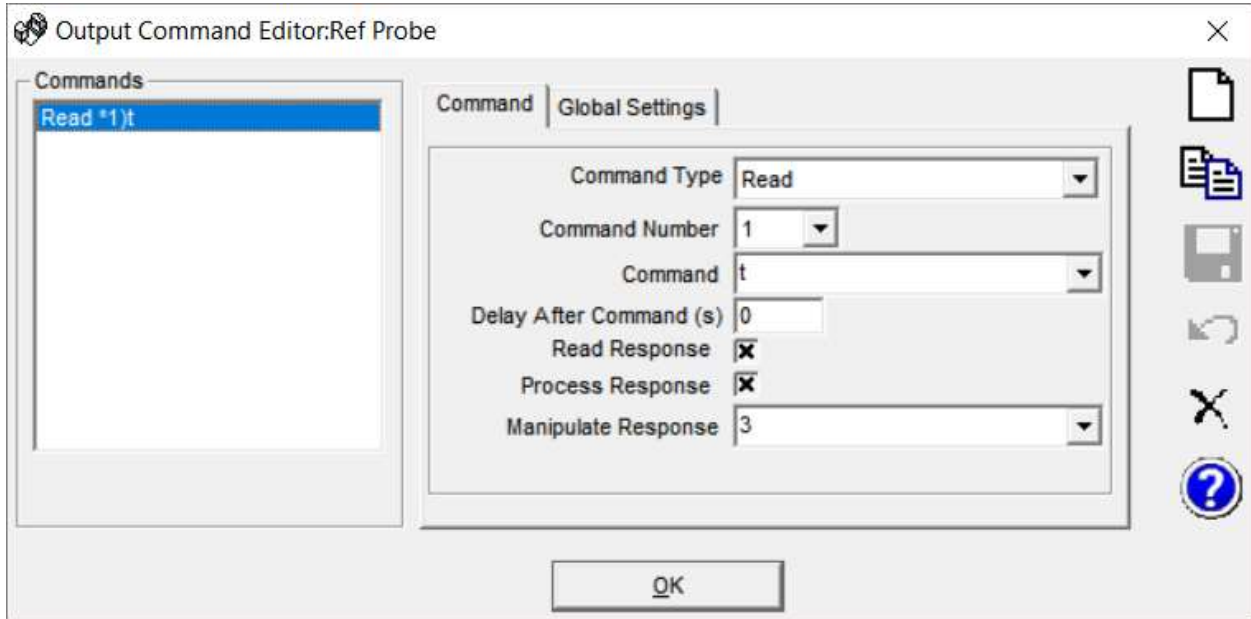 Output Command Editor:Ref Probe
Commands
Read *1)t
Command
Global Settings
Command Type Read
Command Number 1
Command t
Delay After Command (s) 0
Read Response
Process Response
Manipulate Response 3
?
OK